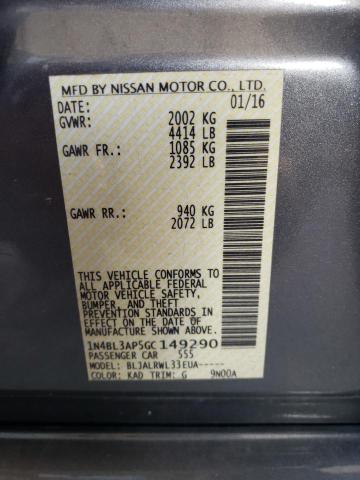 MFD BY NISSAN MOTOR CO., LTD.
DATE: 01/16
GVWR: 2002 KG
4414 LB
GAWR FR.: 1085 KG
2392 LB
GAWR RR.: 940 KG
2072 LB
THIS VEHICLE CONFORMS TO
ALL APPLICABLE FEDERAL
MOTOR VEHICLE SAFETY,
BUMPER, AND THEFT
PREVENTION STANDARDS IN
EFFECT ON THE DATE OF
MANUFACTURE SHOWN ABOVE.
1N4BL3AP5GC149290
PASSENGER CAR 555
MODEL: BLJALRWL33EUA-----
COLOR: KAD TRIM: G 9N00A